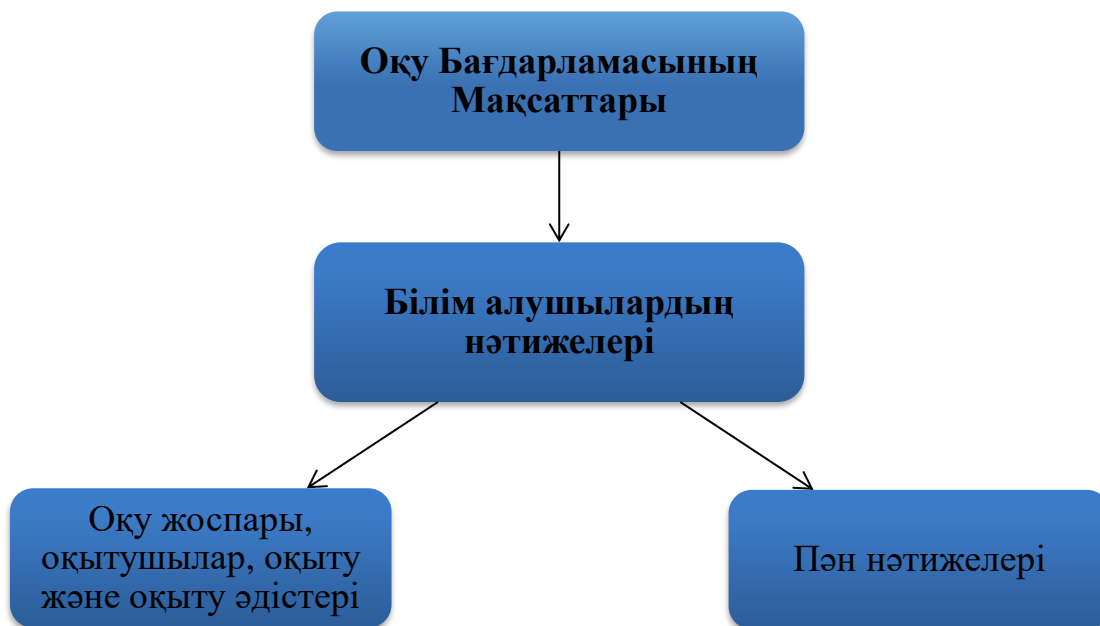 Оқу Бағдарламасының
Мақсаттары
Білім алушылардың
нәтижелері
Оқу жоспары,
оқытушылар, оқыту
және оқыту әдістері
Пән нәтижелері